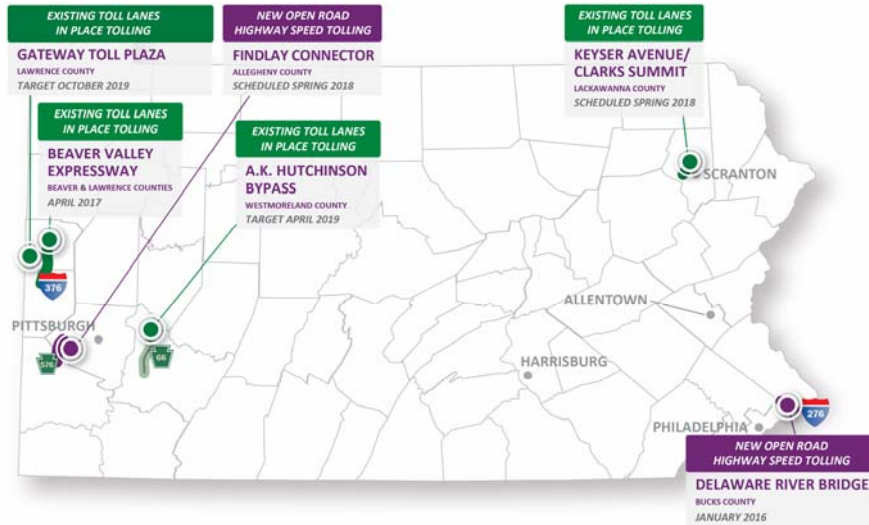 EXISTING TOLL LANES
IN PLACE TOLLING
GATEWAY TOLL PLAZA
LAWRENCE COUNTY
TARGET OCTOBER 2019
NEW OPEN ROAD
HIGHWAY SPEED TOLLING
FINDLAY CONNECTOR
ALLEGHENY COUNTY
SCHEDULED SPRING 2018
EXISTING TOLL LANES
IN PLACE TOLLING
KEYSER AVENUE/
CLARKS SUMMIT
LACKAWANNA COUNTY
SCHEDULED SPRING 2018
EXISTING TOLL LANES
IN PLACE TOLLING
BEAVER VALLEY
EXPRESSWAY
BEAVER & LAWRENCE COUNTIES
APRIL 2017
EXISTING TOLL LANES
IN PLACE TOLLING
A.K. HUTCHINSON
BYPASS
WESTMORELAND COUNTY
TARGET APRIL 2019
SCRANTON
376
ALLENTOWN
PITTSBURGH
576
66
HARRISBURG
276
PHILADELPHIA
NEW OPEN ROAD
HIGHWAY SPEED TOLLING
DELAWARE RIVER BRIDGE
BUCKS COUNTY
JANUARY 2016